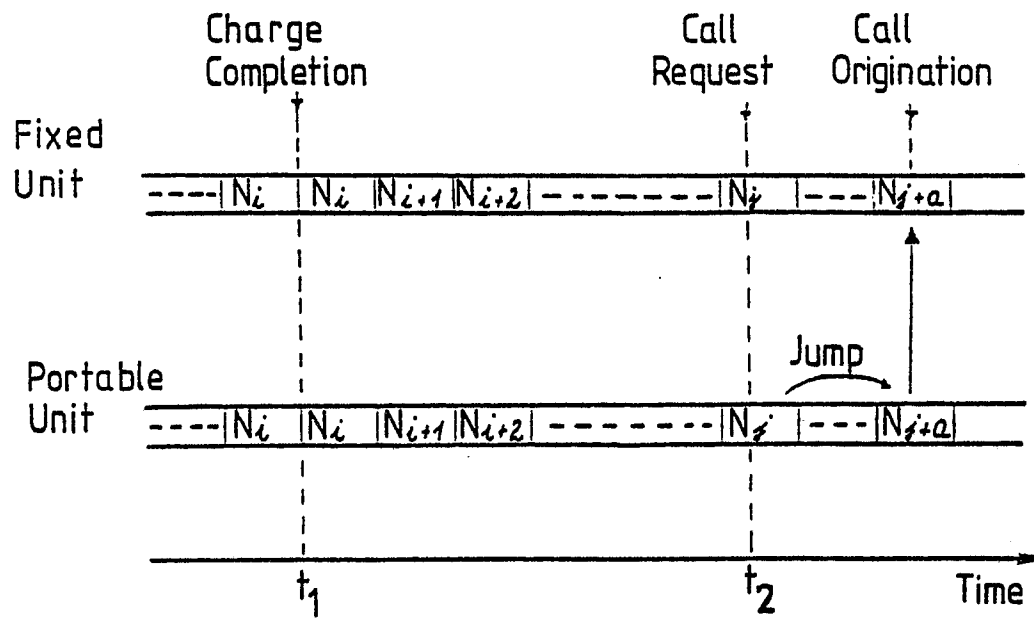 Charge
Completion
Call
Request
Call
Origination
Fixed
Unit
Ni Ni Ni+1 Ni+2 Nj Nj+a
Jump
Portable
Unit
Ni Ni Ni+1 Ni+2 Nj Nj+a
t1 t2 Time